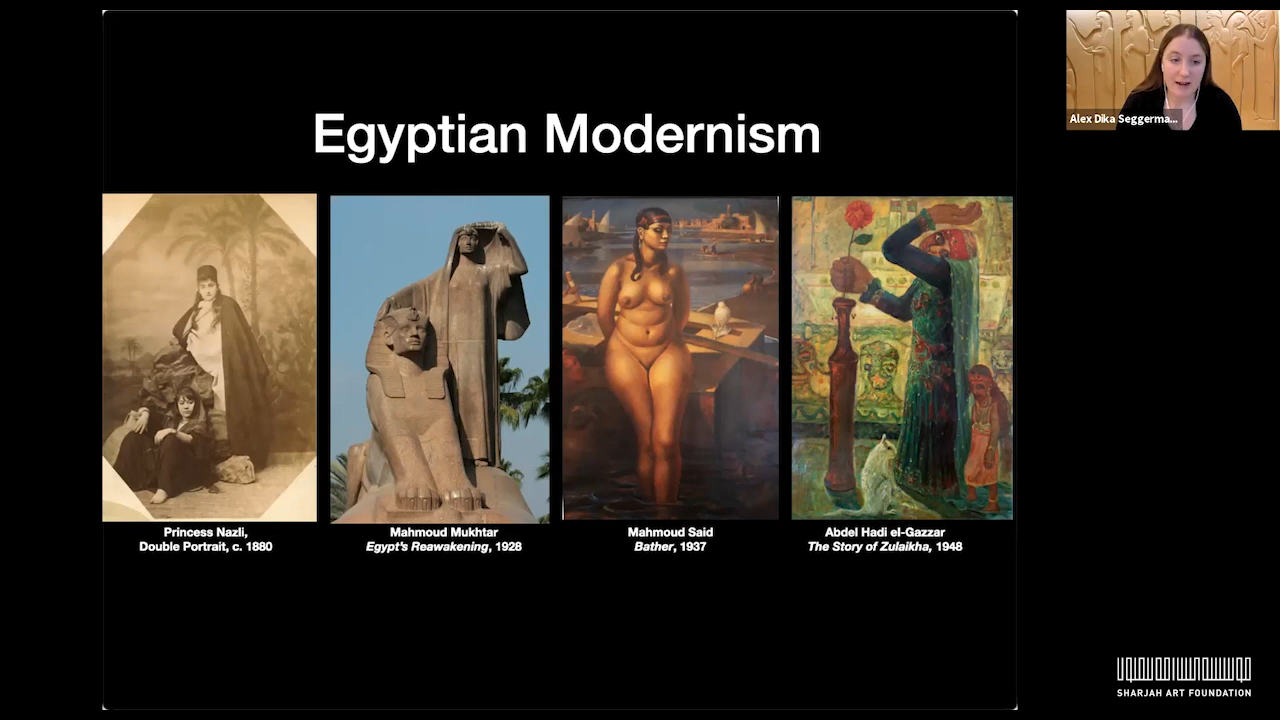 Egyptian Modernism
Princess Nazli,
Double Portrait, c. 1880
Mahmoud Mukhtar
Egypt's Reawakening, 1928
Mahmoud Said
Bather, 1937
Abdel Hadi el-Gazzar
The Story of Zulaikha, 1948
Alex Dika Seggerma...
SHARJAH ART FOUNDATION